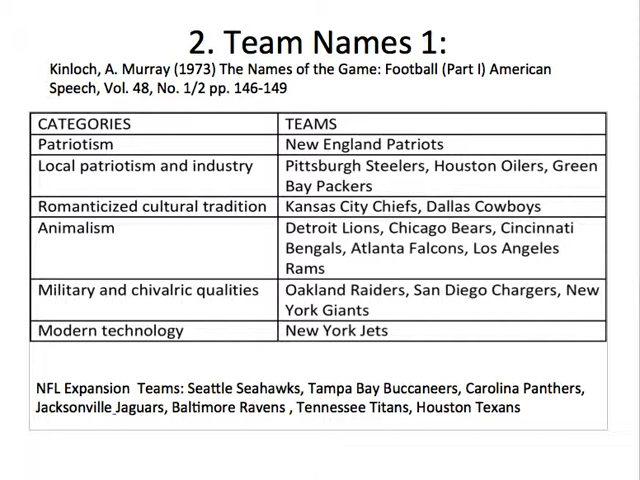 2. Team Names 1:
Kinloch, A. Murray (1973) The Names of the Game: Football (Part I) American
Speech, Vol. 48, No. 1/2 pp. 146-149
CATEGORIES TEAMS
Patriotism New England Patriots
Local patriotism and industry Pittsburgh Steelers, Houston Oilers, Green
Bay Packers
Romanticized cultural tradition Kansas City Chiefs, Dallas Cowboys
Animalism Detroit Lions, Chicago Bears, Cincinnati
Bengals, Atlanta Falcons, Los Angeles
Rams
Military and chivalric qualities Oakland Raiders, San Diego Chargers, New
York Giants
Modern technology New York Jets
NFL Expansion Teams: Seattle Seahawks, Tampa Bay Buccaneers, Carolina Panthers,
Jacksonville Jaguars, Baltimore Ravens , Tennessee Titans, Houston Texans